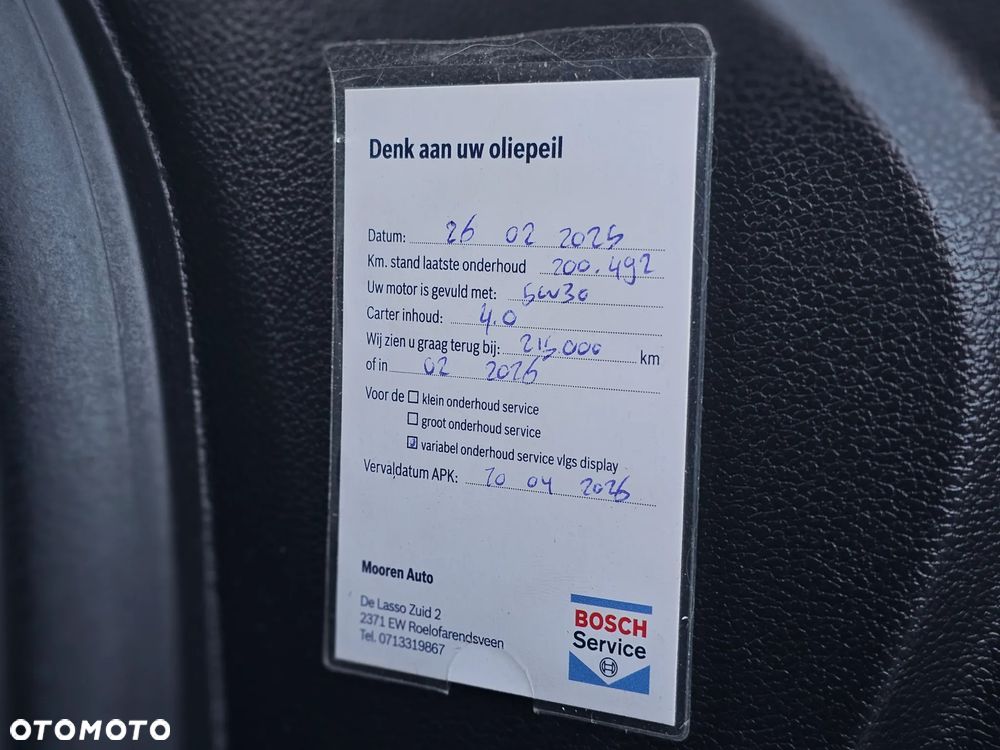 Denk aan uw oliepeil
Datum: 26 02 2025
Km. stand laatste onderhoud 200.492
Uw motor is gevuld met: 5W30
Carter inhoud: 4.0
Wij zien u graag terug bij: 215.000 km
of in 02 2026
Voor de klein onderhoud service
groot onderhoud service
variabel onderhoud service vlgs display
Vervaldatum APK: 20 04 2026
Mooren Auto
De Lasso Zuid 2
2371 EW Roelofarendsveen
Tel. 0713319867
BOSCH
Service
OTOMOTO